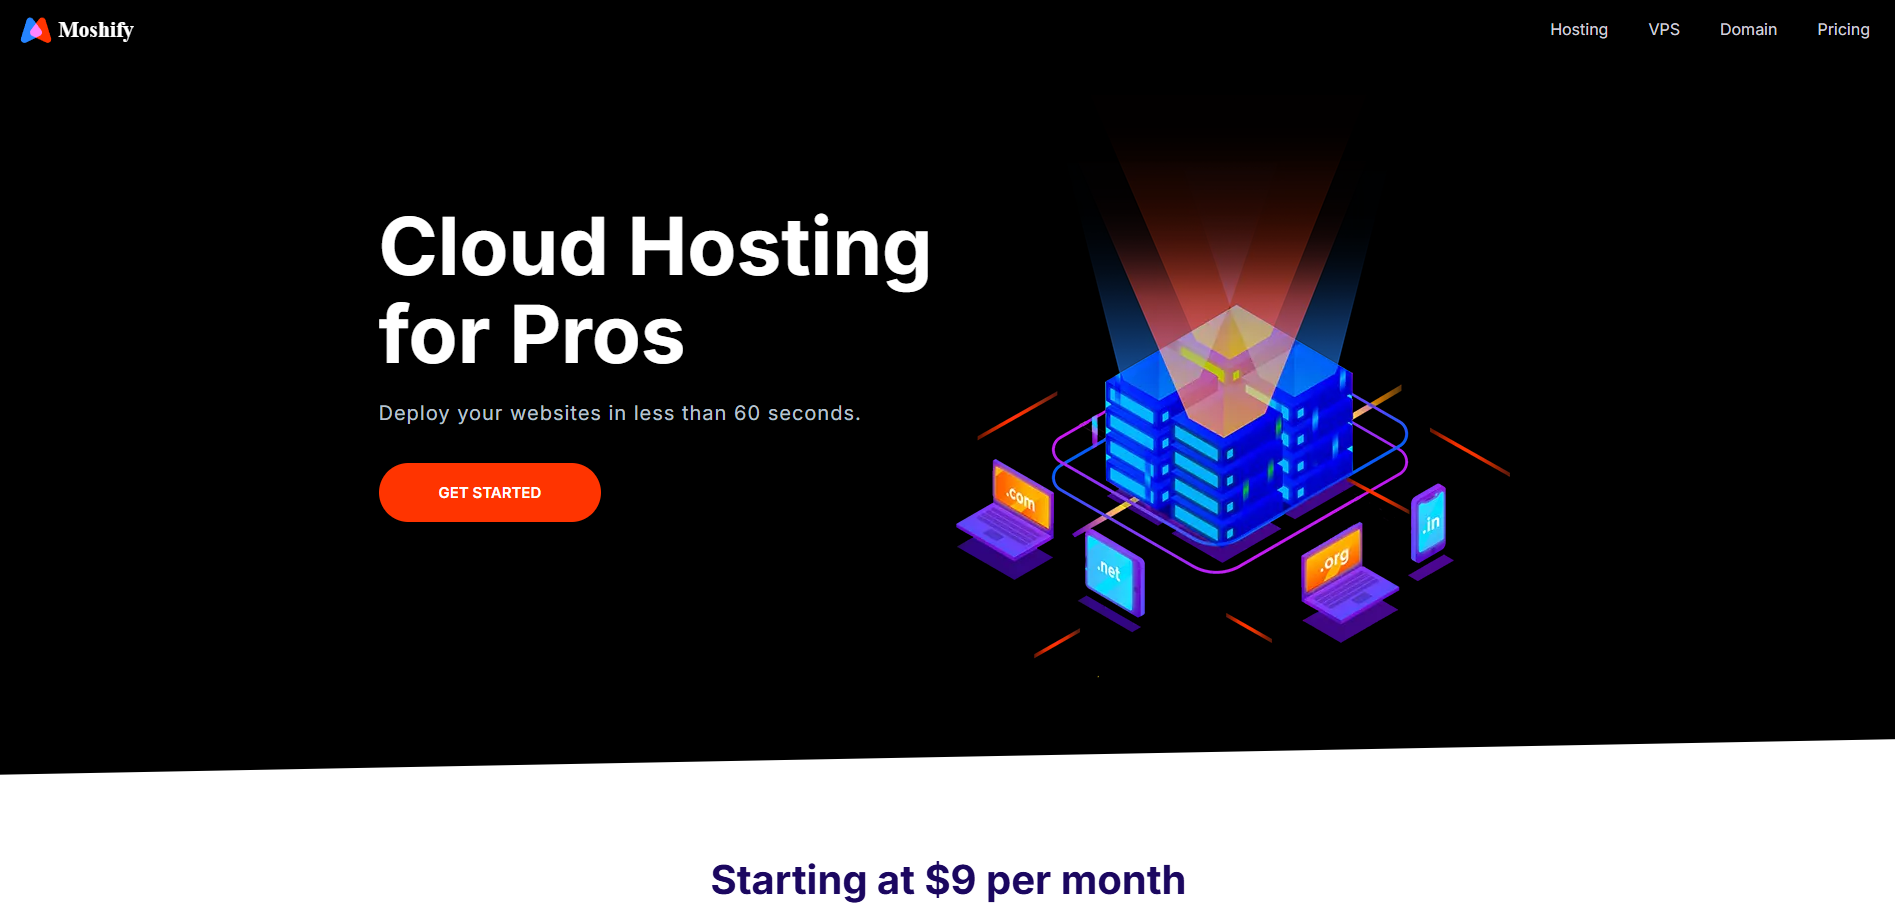 Moshify
Hosting
VPS
Domain
Pricing
Cloud Hosting
for Pros
Deploy your websites in less than 60 seconds.
GET STARTED
.com
.net
.org
.in
Starting at $9 per month